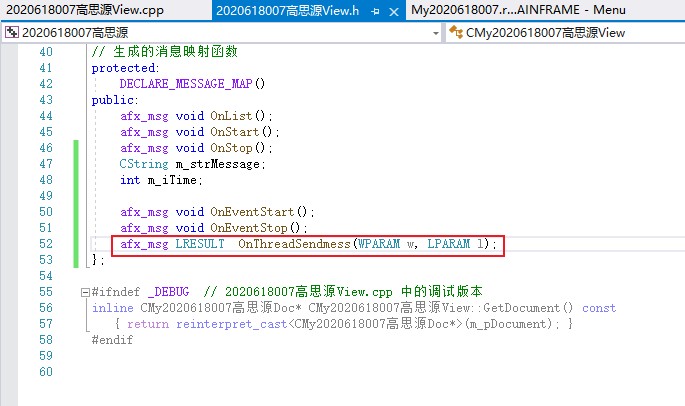 2020618007高思源View.cpp 2020618007高思源View.h My2020618007.r...AINFRAME - Menu
2020618007高思源 CMy2020618007高思源View
40 // 生成的消息映射函数
41 protected:
42 DECLARE_MESSAGE_MAP()
43 public:
44 afx_msg void OnList();
45 afx_msg void OnStart();
46 afx_msg void OnStop();
47 CString m_strMessage;
48 int m_iTime;
49
50 afx_msg void OnEventStart();
51 afx_msg void OnEventStop();
52 afx_msg LRESULT OnThreadSendmess(WPARAM w, LPARAM l);
53 };
54
55 #ifndef _DEBUG // 2020618007高思源View.cpp 中的调试版本
56 inline CMy2020618007高思源Doc* CMy2020618007高思源View::GetDocument() const
57 { return reinterpret_cast<CMy2020618007高思源Doc*>(m_pDocument); }
58 #endif
59
60